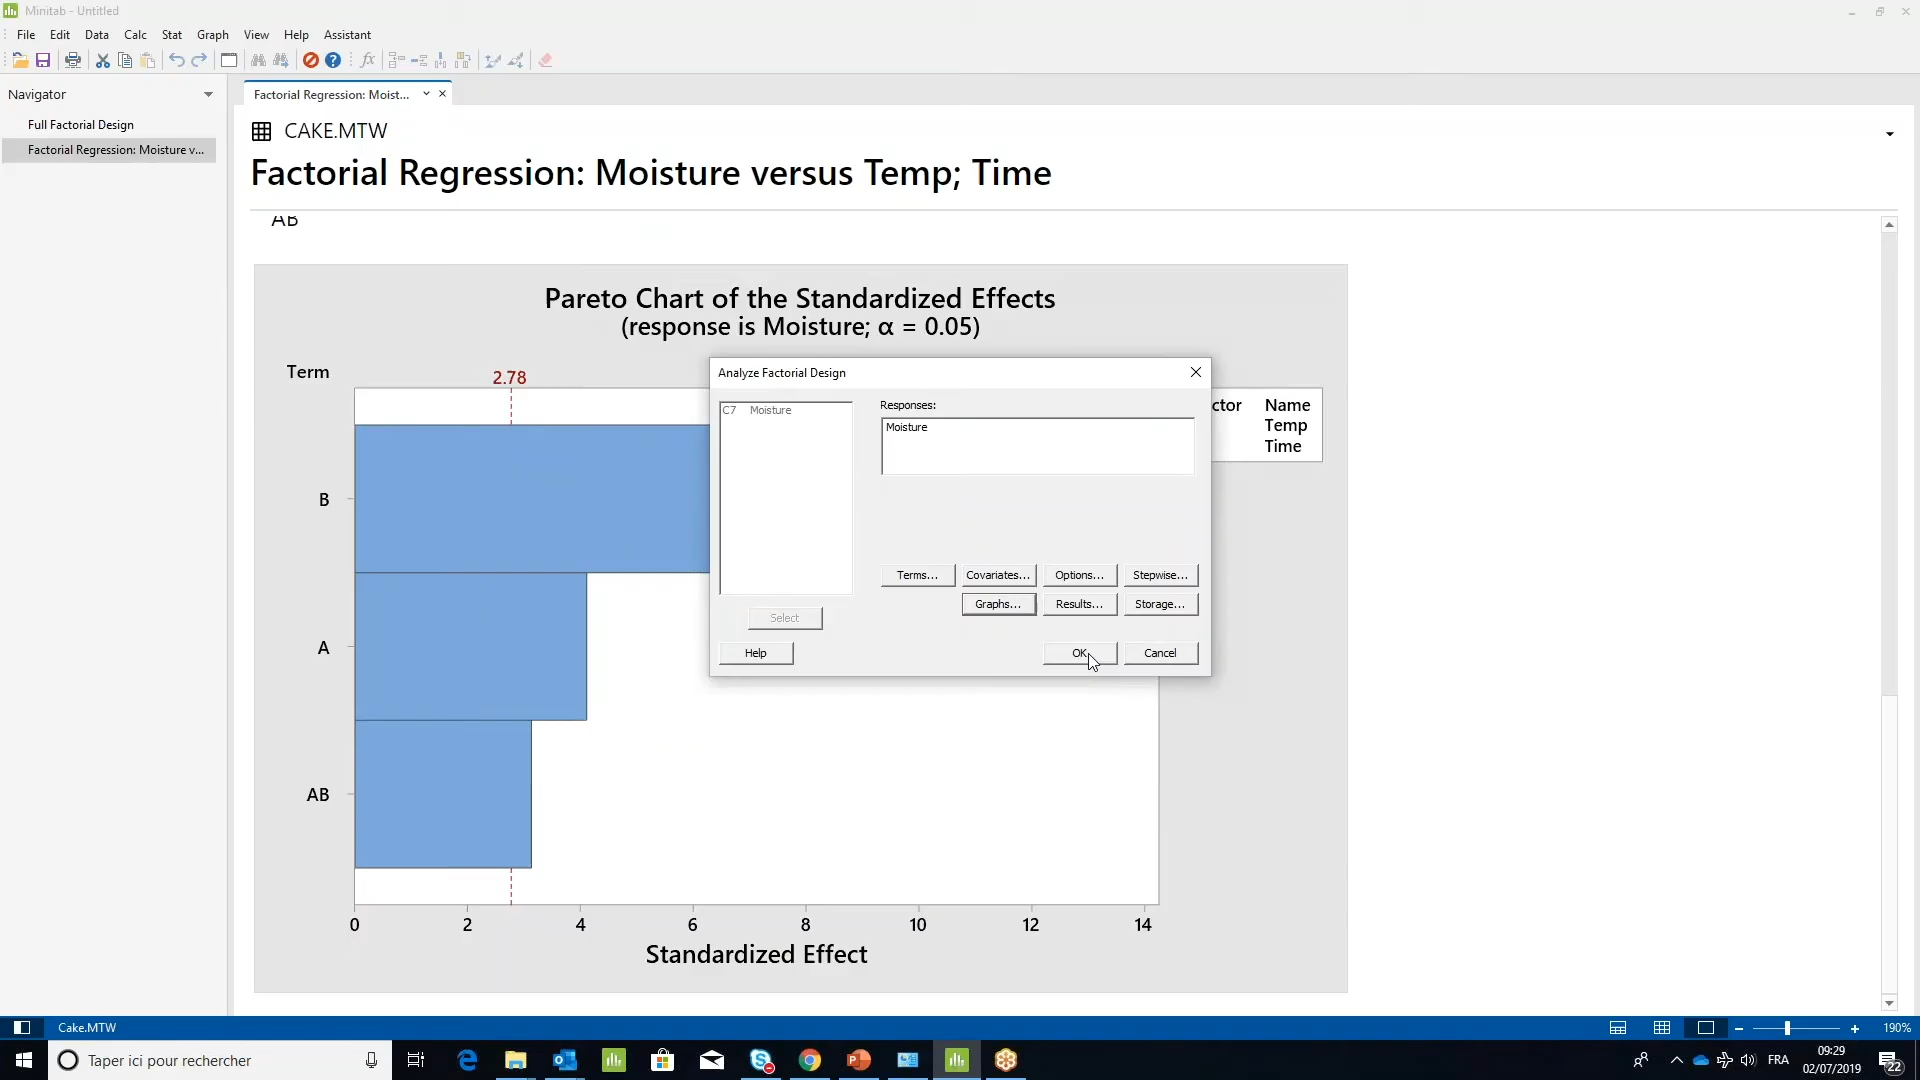 Minitab - Untitled
File Edit Data Calc Stat Graph View Help Assistant
Navigator
Full Factorial Design
Factorial Regression: Moisture v...
Factorial Regression: Moist...
CAKE.MTW
Factorial Regression: Moisture versus Temp; Time
AB
Pareto Chart of the Standardized Effects
(response is Moisture; α = 0.05)
Term
2.78
B
A
AB
0 2 4 6 8 10 12 14
Standardized Effect
ctor Name
Temp
Time
Analyze Factorial Design
C7 Moisture
Responses:
Moisture
Terms... Covariates... Options... Stepwise...
Graphs... Results... Storage...
Select
Help OK Cancel
Cake.MTW
190%
Taper ici pour rechercher
FRA
09:29
02/07/2019
22